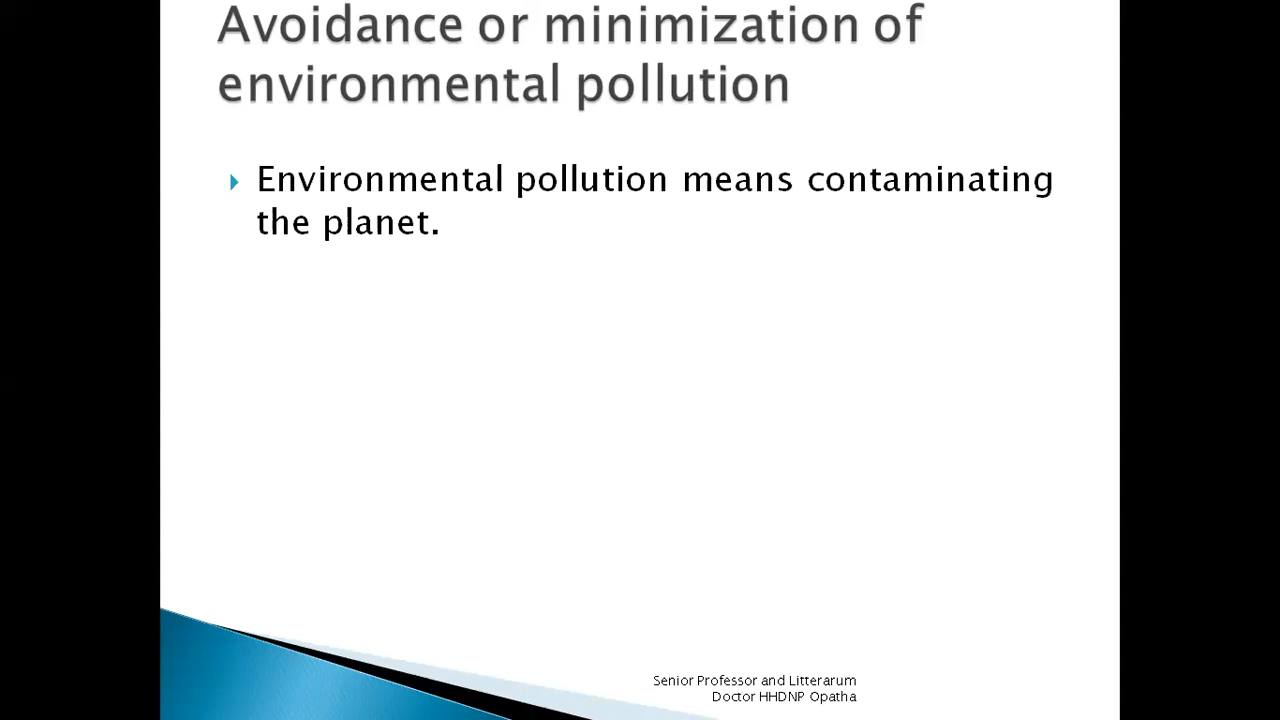 Avoidance or minimization of
environmental pollution
Environmental pollution means contaminating
the planet.
Senior Professor and Litterarum
Doctor HHDNP Opatha